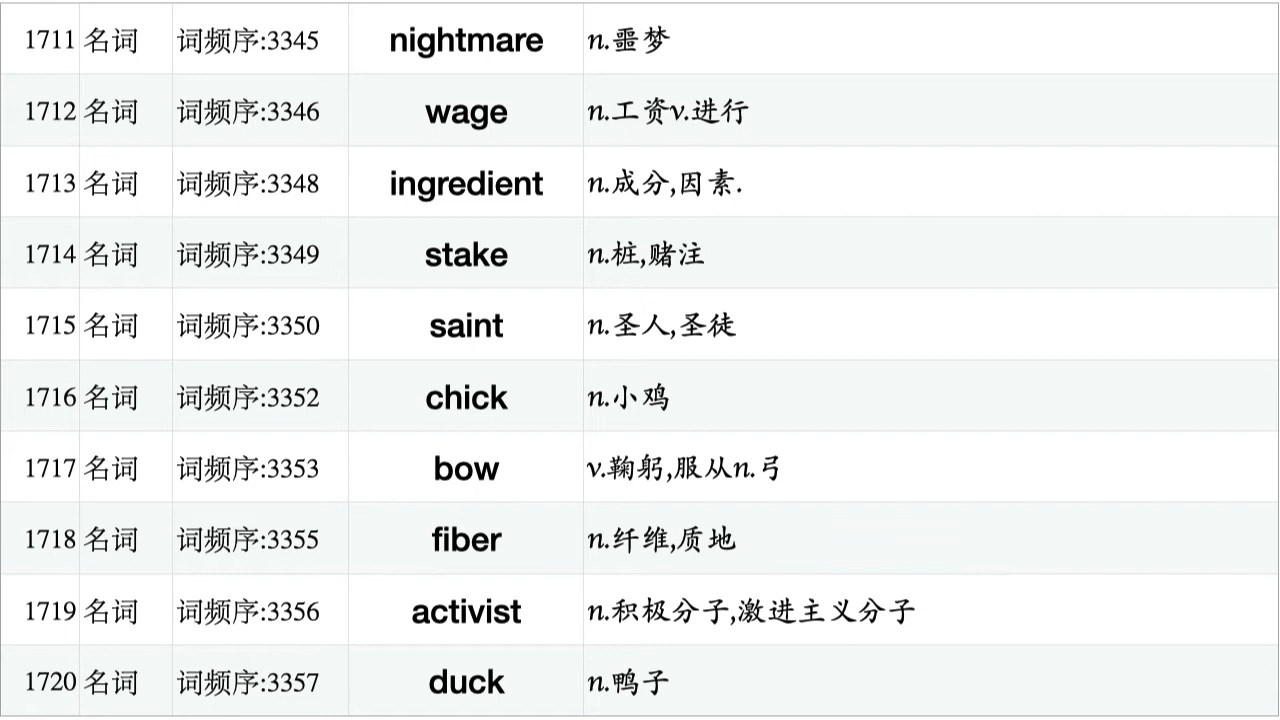 1711 名词 词频序:3345 nightmare n.噩梦
1712 名词 词频序:3346 wage n.工资v.进行
1713 名词 词频序:3348 ingredient n.成分,因素.
1714 名词 词频序:3349 stake n.桩,赌注
1715 名词 词频序:3350 saint n.圣人,圣徒
1716 名词 词频序:3352 chick n.小鸡
1717 名词 词频序:3353 bow v.鞠躬,服从n.弓
1718 名词 词频序:3355 fiber n.纤维,质地
1719 名词 词频序:3356 activist n.积极分子,激进主义分子
1720 名词 词频序:3357 duck n.鸭子